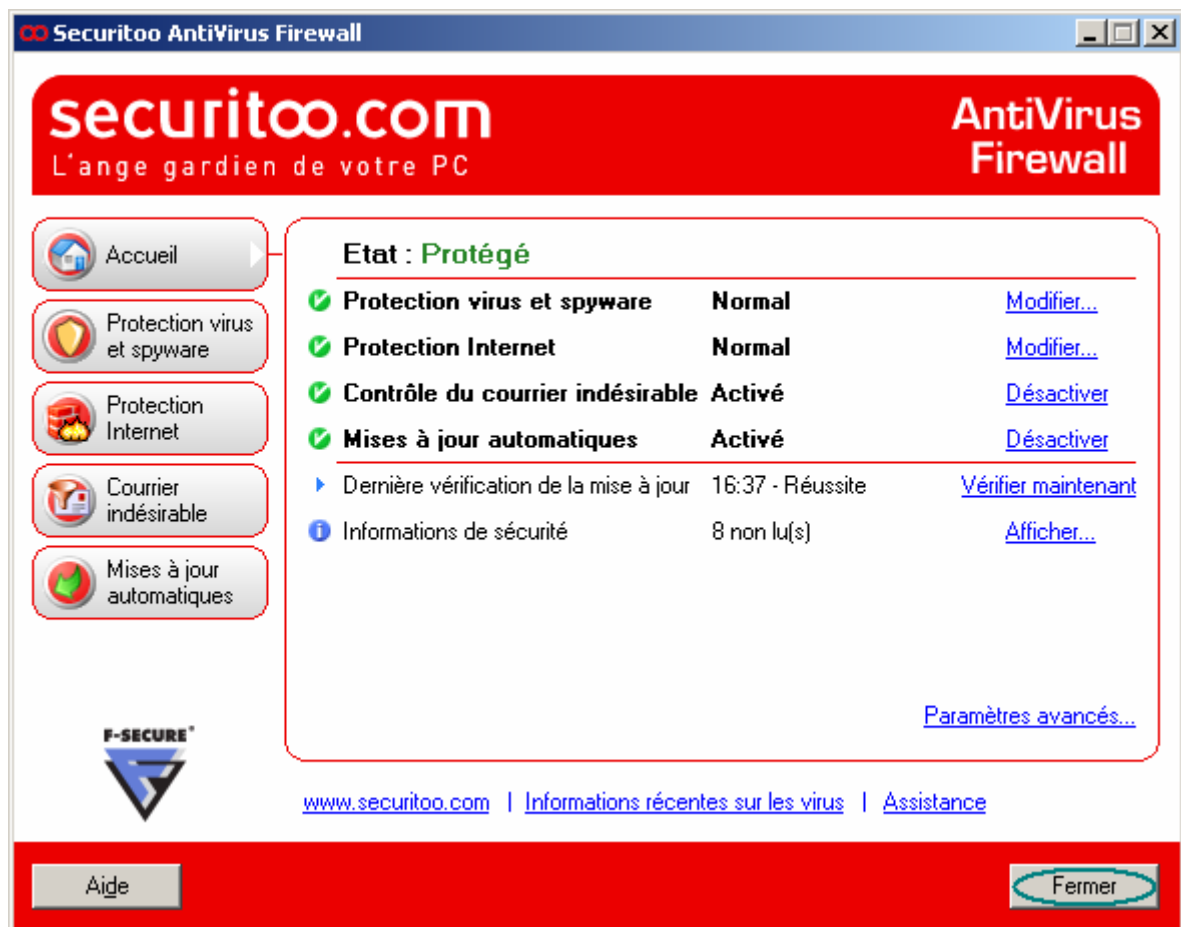 Securitoo AntiVirus Firewall
securitoo.com
L'ange gardien de votre PC
AntiVirus
Firewall
Accueil
Protection virus
et spyware
Protection
Internet
Courrier
indésirable
Mises à jour
automatiques
F-SECURE®
Etat : Protégé
Protection virus et spyware Normal Modifier...
Protection Internet Normal Modifier...
Contrôle du courrier indésirable Activé Désactiver
Mises à jour automatiques Activé Désactiver
Dernière vérification de la mise à jour 16:37 - Réussite Vérifier maintenant
Informations de sécurité 8 non lu(s) Afficher...
Paramètres avancés...
www.securitoo.com | Informations récentes sur les virus | Assistance
Aide
Fermer